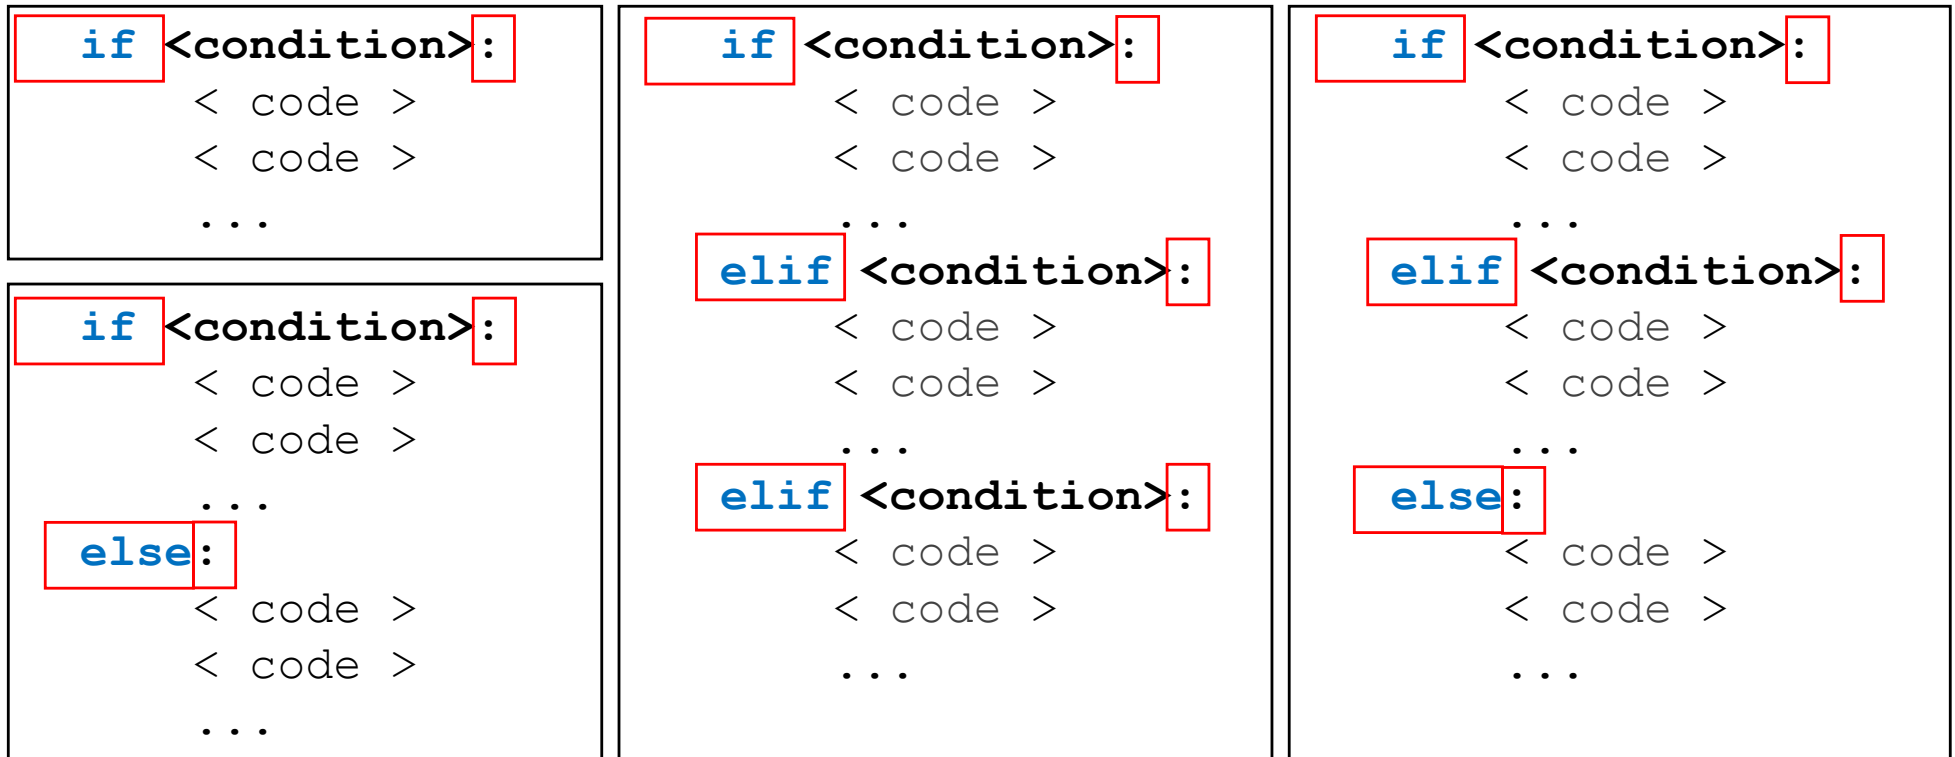 if <condition>:
< code >
< code >
...
if <condition>:
< code >
< code >
...
else:
< code >
< code >
...
if <condition>:
< code >
< code >
...
elif <condition>:
< code >
< code >
...
elif <condition>:
< code >
< code >
...
if <condition>:
< code >
< code >
...
elif <condition>:
< code >
< code >
...
else:
< code >
< code >
...